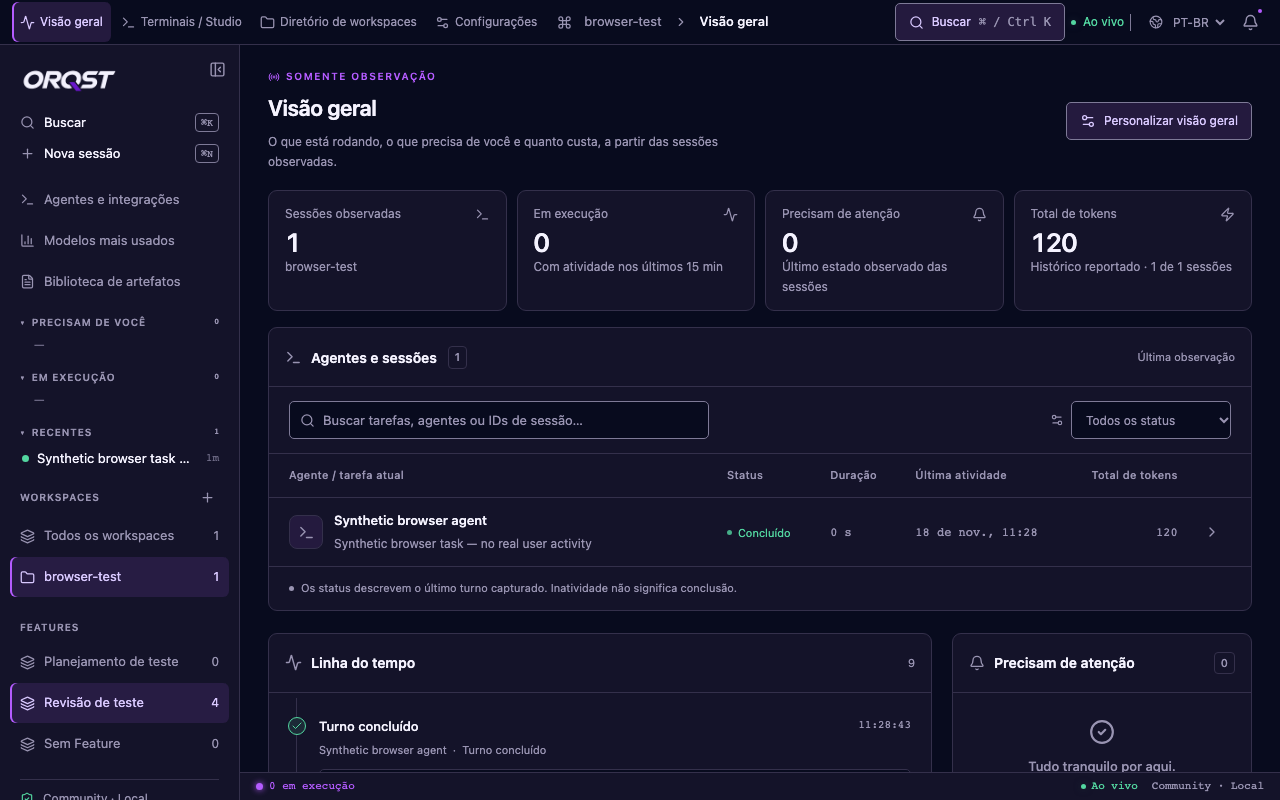 Visão geral
Terminais / Studio
Diretório de workspaces
Configurações
browser-test
Visão geral
Buscar ⌘ / Ctrl K
Ao vivo
PT-BR
ORQST
Buscar ⌘K
Nova sessão ⌘N
Agentes e integrações
Modelos mais usados
Biblioteca de artefatos
PRECISAM DE VOCÊ 0
—
EM EXECUÇÃO 0
—
RECENTES 1
Synthetic browser task ... 1m
WORKSPACES
Todos os workspaces 1
browser-test 1
FEATURES
Planejamento de teste 0
Revisão de teste 4
Sem Feature 0
Community · Local
SOMENTE OBSERVAÇÃO
Visão geral
O que está rodando, o que precisa de você e quanto custa, a partir das sessões
observadas.
Personalizar visão geral
Sessões observadas
1
browser-test
Em execução
0
Com atividade nos últimos 15 min
Precisam de atenção
0
Último estado observado das
sessões
Total de tokens
120
Histórico reportado · 1 de 1 sessões
Agentes e sessões 1
Última observação
Buscar tarefas, agentes ou IDs de sessão...
Todos os status
Agente / tarefa atual Status Duração Última atividade Total de tokens
Synthetic browser agent
Synthetic browser task — no real user activity
Concluído 0 s 18 de nov., 11:28 120
Os status descrevem o último turno capturado. Inatividade não significa conclusão.
Linha do tempo 9
Turno concluído 11:28:43
Synthetic browser agent · Turno concluído
Precisam de atenção 0
Tudo tranquilo por aqui.
0 em execução
Ao vivo Community · Local